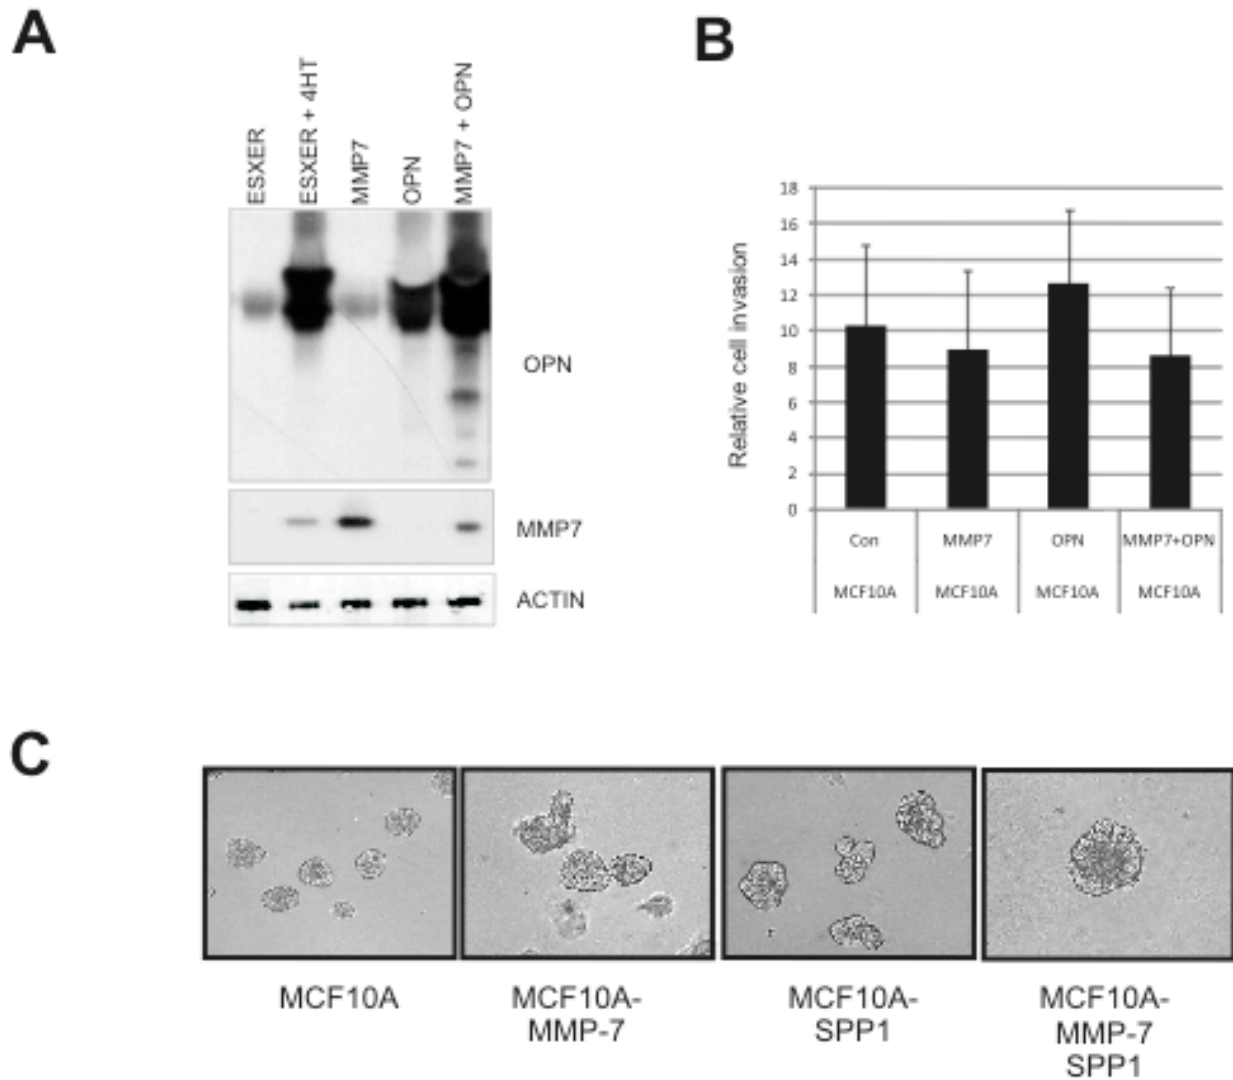 A
ESXER
ESXER + 4HT
MMP7
OPN
MMP7 + OPN
OPN
MMP7
ACTIN
B
Relative cell invasion
18
16
14
12
10
8
6
4
2
0
Con MMP7 OPN MMP7+OPN
MCF10A MCF10A MCF10A MCF10A
C
MCF10A
MCF10A-
MMP-7
MCF10A-
SPP1
MCF10A-
MMP-7
SPP1